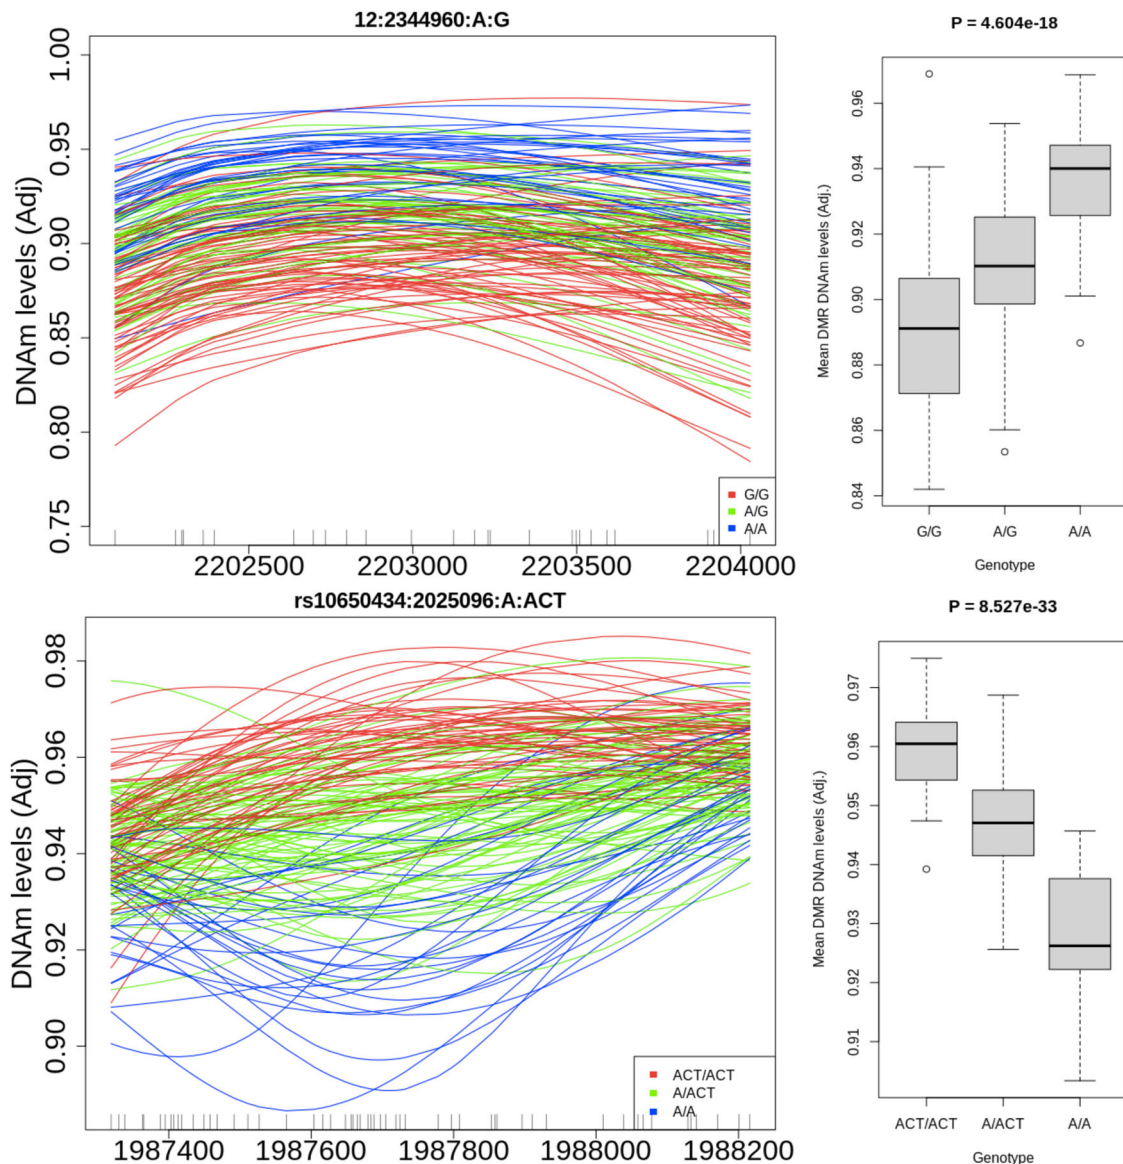 12:2344960:A:G
DNAm levels (Adj)
1.00
0.95
0.90
0.85
0.80
0.75
G/G
A/G
A/A
2202500 2203000 2203500 2204000
P = 4.604e-18
Mean DMR DNAm levels (Adj.)
0.96
0.94
0.92
0.90
0.88
0.86
0.84
G/G A/G A/A
Genotype
rs10650434:2025096:A:ACT
DNAm levels (Adj)
0.98
0.96
0.94
0.92
0.90
ACT/ACT
A/ACT
A/A
1987400 1987600 1987800 1988000 1988200
P = 8.527e-33
Mean DMR DNAm levels (Adj.)
0.97
0.96
0.95
0.94
0.93
0.92
0.91
ACT/ACT A/ACT A/A
Genotype